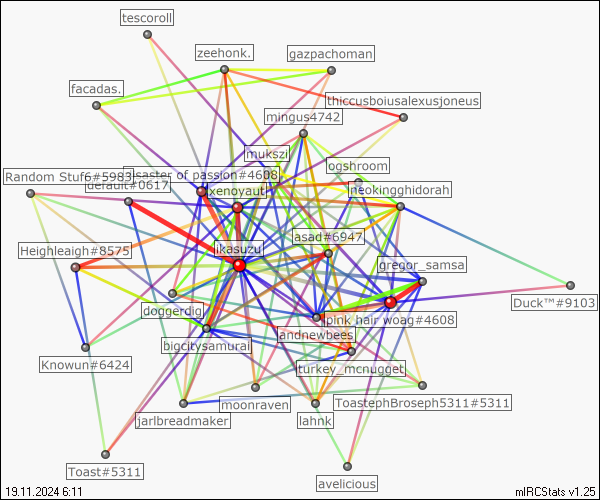 tescoroll
zeehonk.
gazpachoman
facadas.
thiccusboiusalexusjoneus
mingus4742
mukszi
ogshroom
Random Stuf6#5983
saster of passion#4608
default#0617
xenoyaut
neokingghidorah
asad#6947
Heighleaigh#8575
ikasuzu
gregor_samsa
Duck™#9103
doggerdig
pink hair woag#4608
andnewbees
bigcitysamurai
Knowun#6424
turkey_mcnugget
moonraven
ToastephBroseph5311#5311
jarlbreadmaker
lahnk
Toast#5311
avelicious
19.11.2024 6:11
mIRCStats v1.25